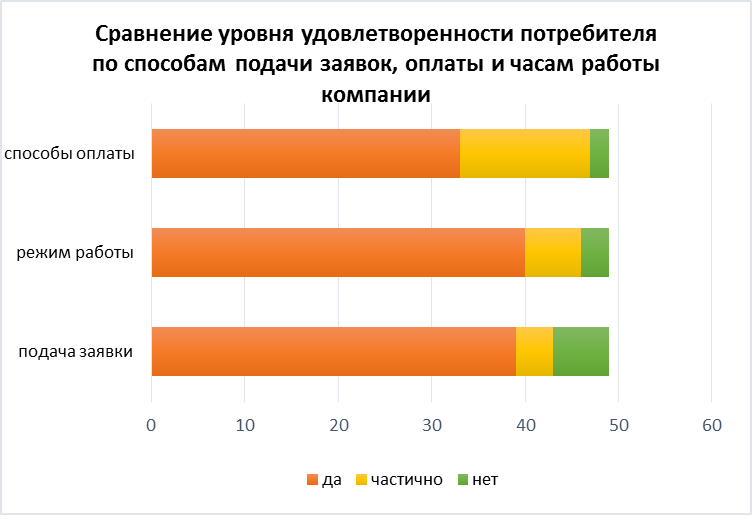 Сравнение уровня удовлетворенности потребителя
по способам подачи заявок, оплаты и часам работы
компании
способы оплаты
режим работы
подача заявки
0 10 20 30 40 50 60
да частично нет